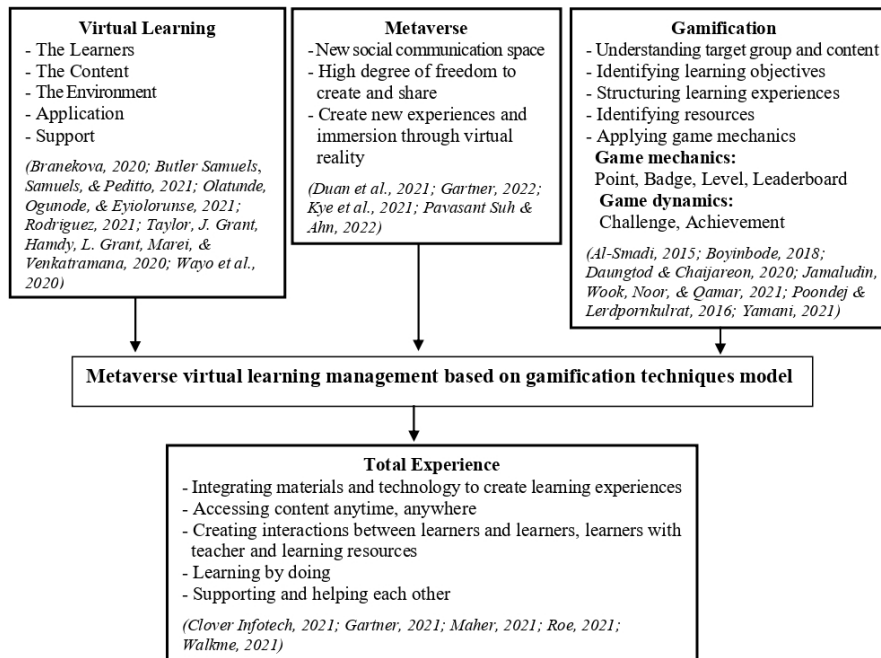 Virtual Learning
- The Learners
- The Content
- The Environment
- Application
- Support
(Branekova, 2020; Butler Samuels,
Samuels, & Peditto, 2021; Olatunde,
Ogunode, & Eyiolorunse, 2021;
Rodriguez, 2021; Taylor, J. Grant,
Hamdy, L. Grant, Marei, &
Venkatramana, 2020; Wayo et al.,
2020)
Metaverse
- New social communication space
- High degree of freedom to
create and share
- Create new experiences and
immersion through virtual
reality
(Duan et al., 2021; Gartner, 2022;
Kye et al., 2021; Pavasant Suh &
Ahn, 2022)
Gamification
- Understanding target group and content
- Identifying learning objectives
- Structuring learning experiences
- Identifying resources
- Applying game mechanics
Game mechanics:
Point, Badge, Level, Leaderboard
Game dynamics:
Challenge, Achievement
(Al-Smadi, 2015; Boyinbode, 2018;
Daungtod & Chaijareon, 2020; Jamaludin,
Wook, Noor, & Qamar, 2021; Poondej &
Lerdpornkulrat, 2016; Yamani, 2021)
Metaverse virtual learning management based on gamification techniques model
Total Experience
- Integrating materials and technology to create learning experiences
- Accessing content anytime, anywhere
- Creating interactions between learners and learners, learners with
teacher and learning resources
- Learning by doing
- Supporting and helping each other
(Clover Infotech, 2021; Gartner, 2021; Maher, 2021; Roe, 2021;
Walkme, 2021)